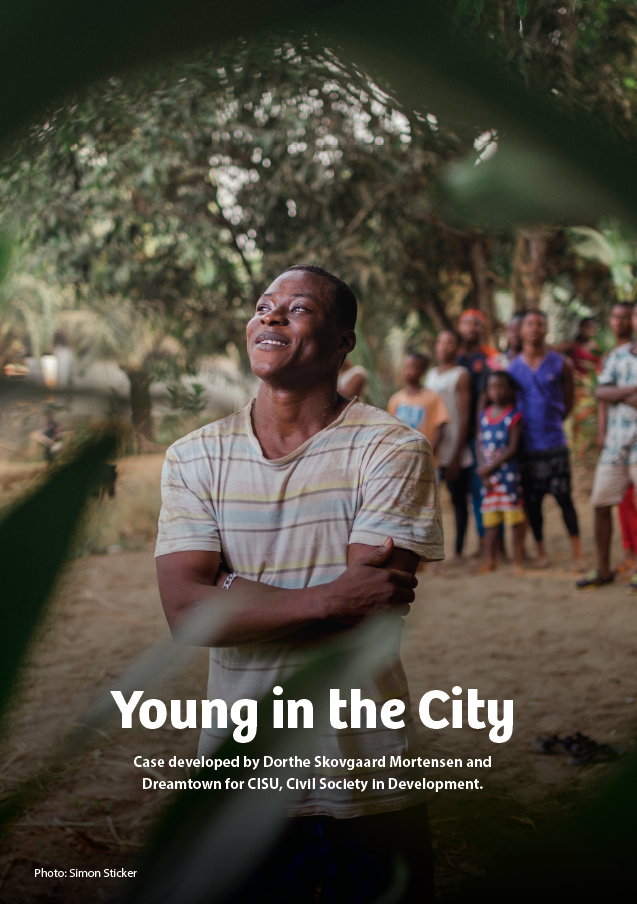 Young in the City
Case developed by Dorthe Skovgaard Mortensen and
Dreamtown for CISU, Civil Society in Development.
Photo: Simon Sticker